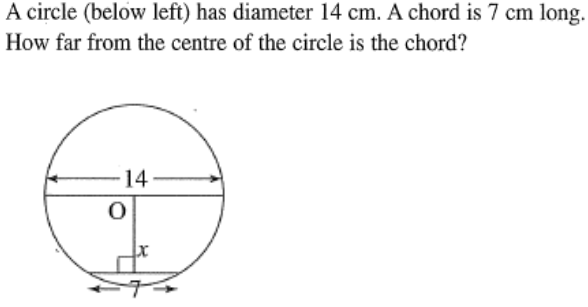 A circle (below left) has diameter 14 cm. A chord is 7 cm long.
How far from the centre of the circle is the chord?
14
O
x
7